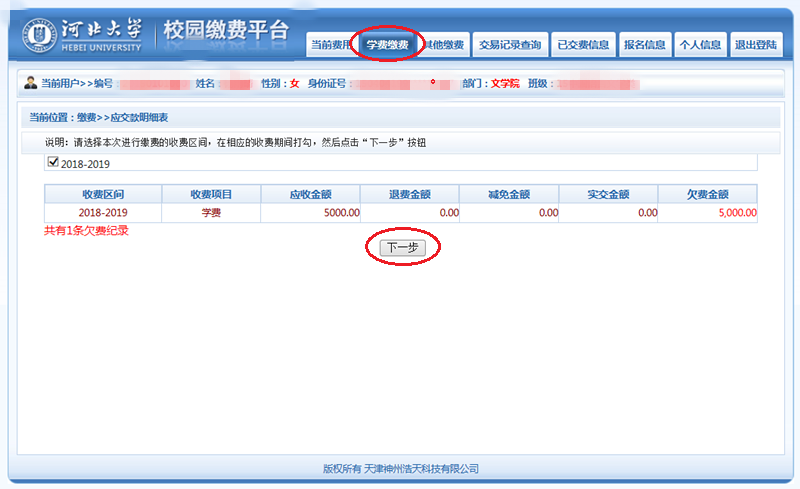 河北大学
HEBEI UNIVERSITY
校园缴费平台
当前费用 学费缴费 其他缴费 交易记录查询 已交费信息 报名信息 个人信息 退出登陆
当前用户>>编号： 姓名 性别：女 身份证号 部门：文学院 班级：
当前位置：缴费>>应交款明细表
说明：请选择本次进行缴费的收费区间，在相应的收费期间打勾，然后点击“下一步”按钮
2018-2019
收费区间 收费项目 应收金额 退费金额 减免金额 实交金额 欠费金额
2018-2019 学费 5000.00 0.00 0.00 0.00 5,000.00
共有1条欠费纪录
下一步
版权所有 天津神州浩天科技有限公司